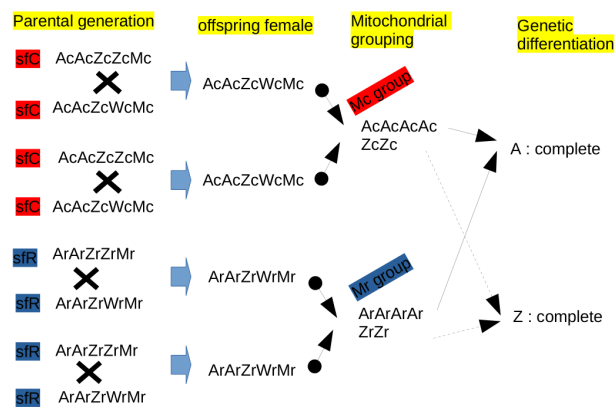 Parental generation
offspring female
Mitochondrial
grouping
Genetic
differentiation
sfC AcAcZcZcMc
sfC AcAcZcWcMc
AcAcZcWcMc
sfC AcAcZcZcMc
sfC AcAcZcWcMc
AcAcZcWcMc
Mc group
AcAcAcAc
ZcZc
A : complete
sfR ArArZrZrMr
sfR ArArZrWrMr
ArArZrWrMr
sfR ArArZrZrMr
sfR ArArZrWrMr
ArArZrWrMr
Mr group
ArArArAr
ZrZr
Z : complete